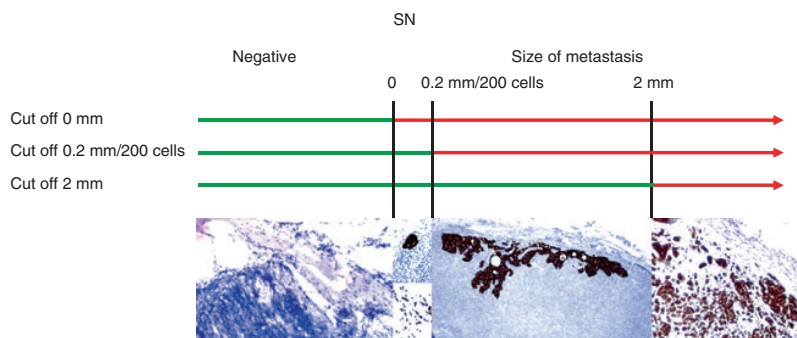 SN
Negative
Size of metastasis
0
0.2 mm/200 cells
2 mm
Cut off 0 mm
Cut off 0.2 mm/200 cells
Cut off 2 mm